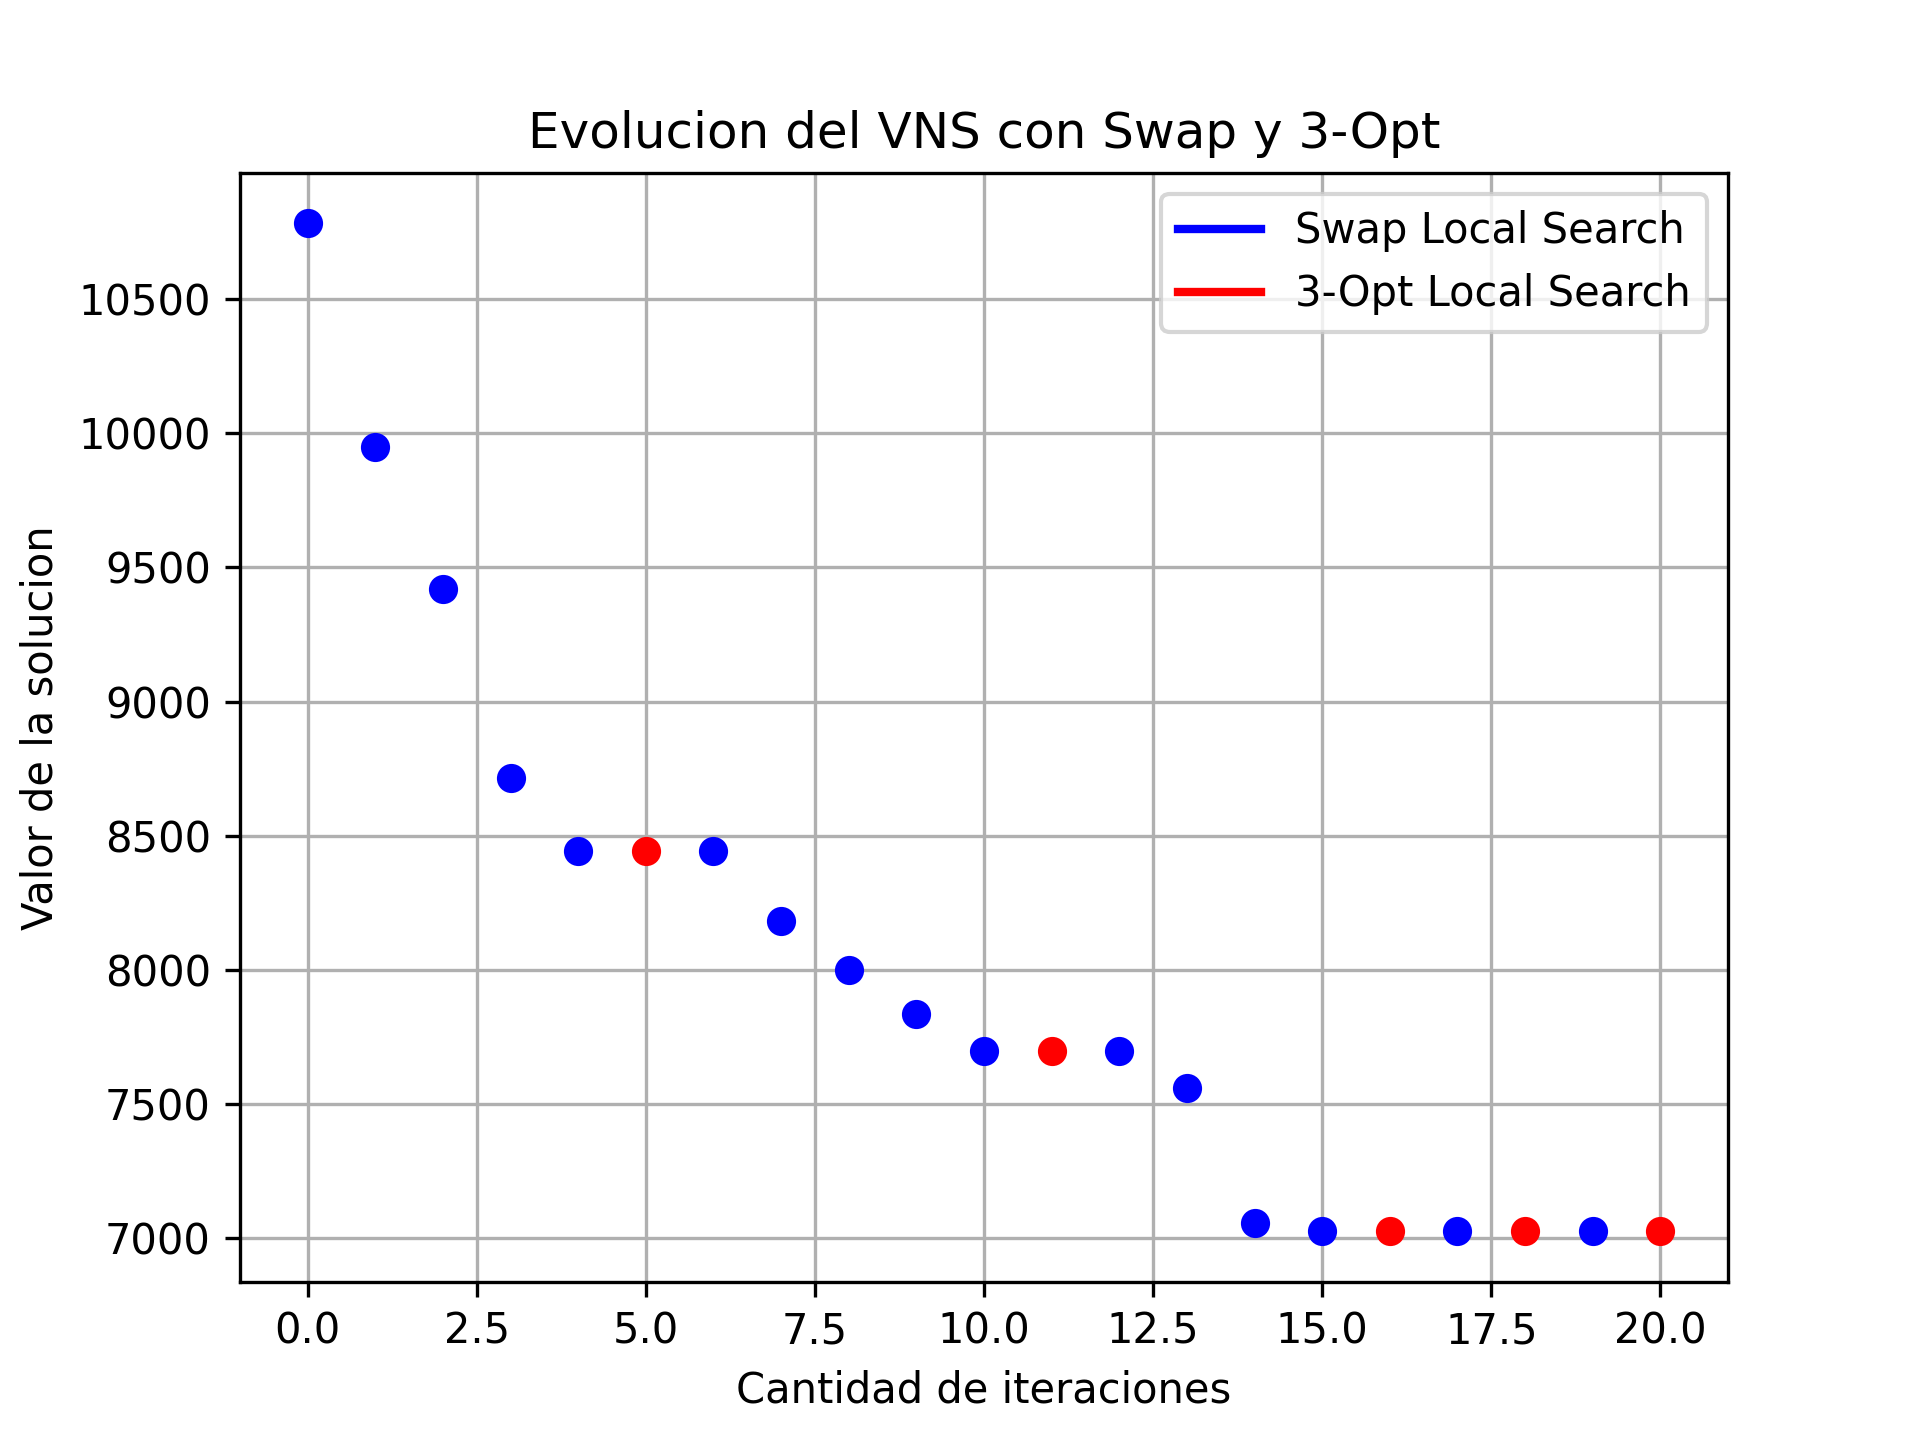 Evolucion del VNS con Swap y 3-Opt
Swap Local Search
3-Opt Local Search
Valor de la solucion
10500
10000
9500
9000
8500
8000
7500
7000
0.0 2.5 5.0 7.5 10.0 12.5 15.0 17.5 20.0
Cantidad de iteraciones